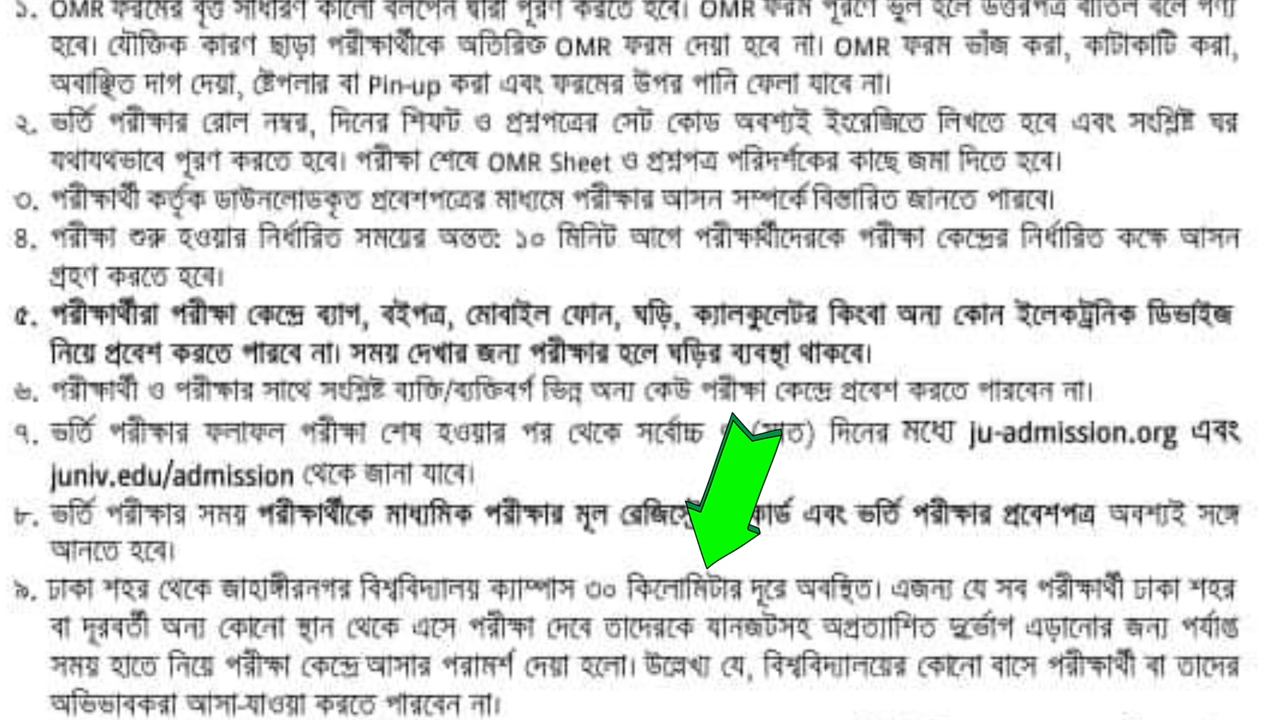 ১. OMR ফরমের বৃত্ত সাধারণ কালো বলপেন দ্বারা পূরণ করতে হবে। OMR ফরম পূরণে ভুল হলে উত্তরপত্র বাতিল বলে গণ্য
হবে। যৌক্তিক কারণ ছাড়া পরীক্ষার্থীকে অতিরিক্ত OMR ফরম দেয়া হবে না। OMR ফরম ভাঁজ করা, কাটাকাটি করা,
অবাঞ্ছিত দাগ দেয়া, ষ্টেপলার বা Pin-up করা এবং ফরমের উপর পানি ফেলা যাবে না।
২. ভর্তি পরীক্ষার রোল নম্বর, দিনের শিফট ও প্রশ্নপত্রের সেট কোড অবশ্যই ইংরেজিতে লিখতে হবে এবং সংশ্লিষ্ট ঘর
যথাযথভাবে পূরণ করতে হবে। পরীক্ষা শেষে OMR Sheet ও প্রশ্নপত্র পরিদর্শকের কাছে জমা দিতে হবে।
৩. পরীক্ষার্থী কর্তৃক ডাউনলোডকৃত প্রবেশপত্রের মাধ্যমে পরীক্ষার আসন সম্পর্কে বিস্তারিত জানতে পারবে।
৪. পরীক্ষা শুরু হওয়ার নির্ধারিত সময়ের অন্তত: ১০ মিনিট আগে পরীক্ষার্থীদেরকে পরীক্ষা কেন্দ্রের নির্ধারিত কক্ষে আসন
গ্রহণ করতে হবে।
৫. পরীক্ষার্থীরা পরীক্ষা কেন্দ্রে ব্যাগ, বইপত্র, মোবাইল ফোন, ঘড়ি, ক্যালকুলেটর কিংবা অন্য কোন ইলেকট্রনিক ডিভাইজ
নিয়ে প্রবেশ করতে পারবে না। সময় দেখার জন্য পরীক্ষার হলে ঘড়ির ব্যবস্থা থাকবে।
৬. পরীক্ষার্থী ও পরীক্ষার সাথে সংশ্লিষ্ট ব্যক্তি/ব্যক্তিবর্গ ভিন্ন অন্য কেউ পরীক্ষা কেন্দ্রে প্রবেশ করতে পারবেন না।
৭. ভর্তি পরীক্ষার ফলাফল পরীক্ষা শেষ হওয়ার পর থেকে সর্বোচ্চ দিনের মধ্যে ju-admission.org এবং
juniv.edu/admission থেকে জানা যাবে।
৮. ভর্তি পরীক্ষার সময় পরীক্ষার্থীকে মাধ্যমিক পরীক্ষার মূল এবং ভর্তি পরীক্ষার প্রবেশপত্র অবশ্যই সঙ্গে
আনতে হবে।
৯. ঢাকা শহর থেকে জাহাঙ্গীরনগর বিশ্ববিদ্যালয় ক্যাম্পাস ৩০ কিলোমিটার দূরে অবস্থিত। এজন্য যে সব পরীক্ষার্থী ঢাকা শহর
বা দূরবর্তী অন্য কোনো স্থান থেকে এসে পরীক্ষা দেবে তাদেরকে যানজটসহ অপ্রত্যাশিত দুর্ভোগ এড়ানোর জন্য পর্যাপ্ত
সময় হাতে নিয়ে পরীক্ষা কেন্দ্রে আসার পরামর্শ দেয়া হলো। উল্লেখ্য যে, বিশ্ববিদ্যালয়ের কোনো বাসে পরীক্ষার্থী বা তাদের
অভিভাবকরা আসা-যাওয়া করতে পারবেন না।